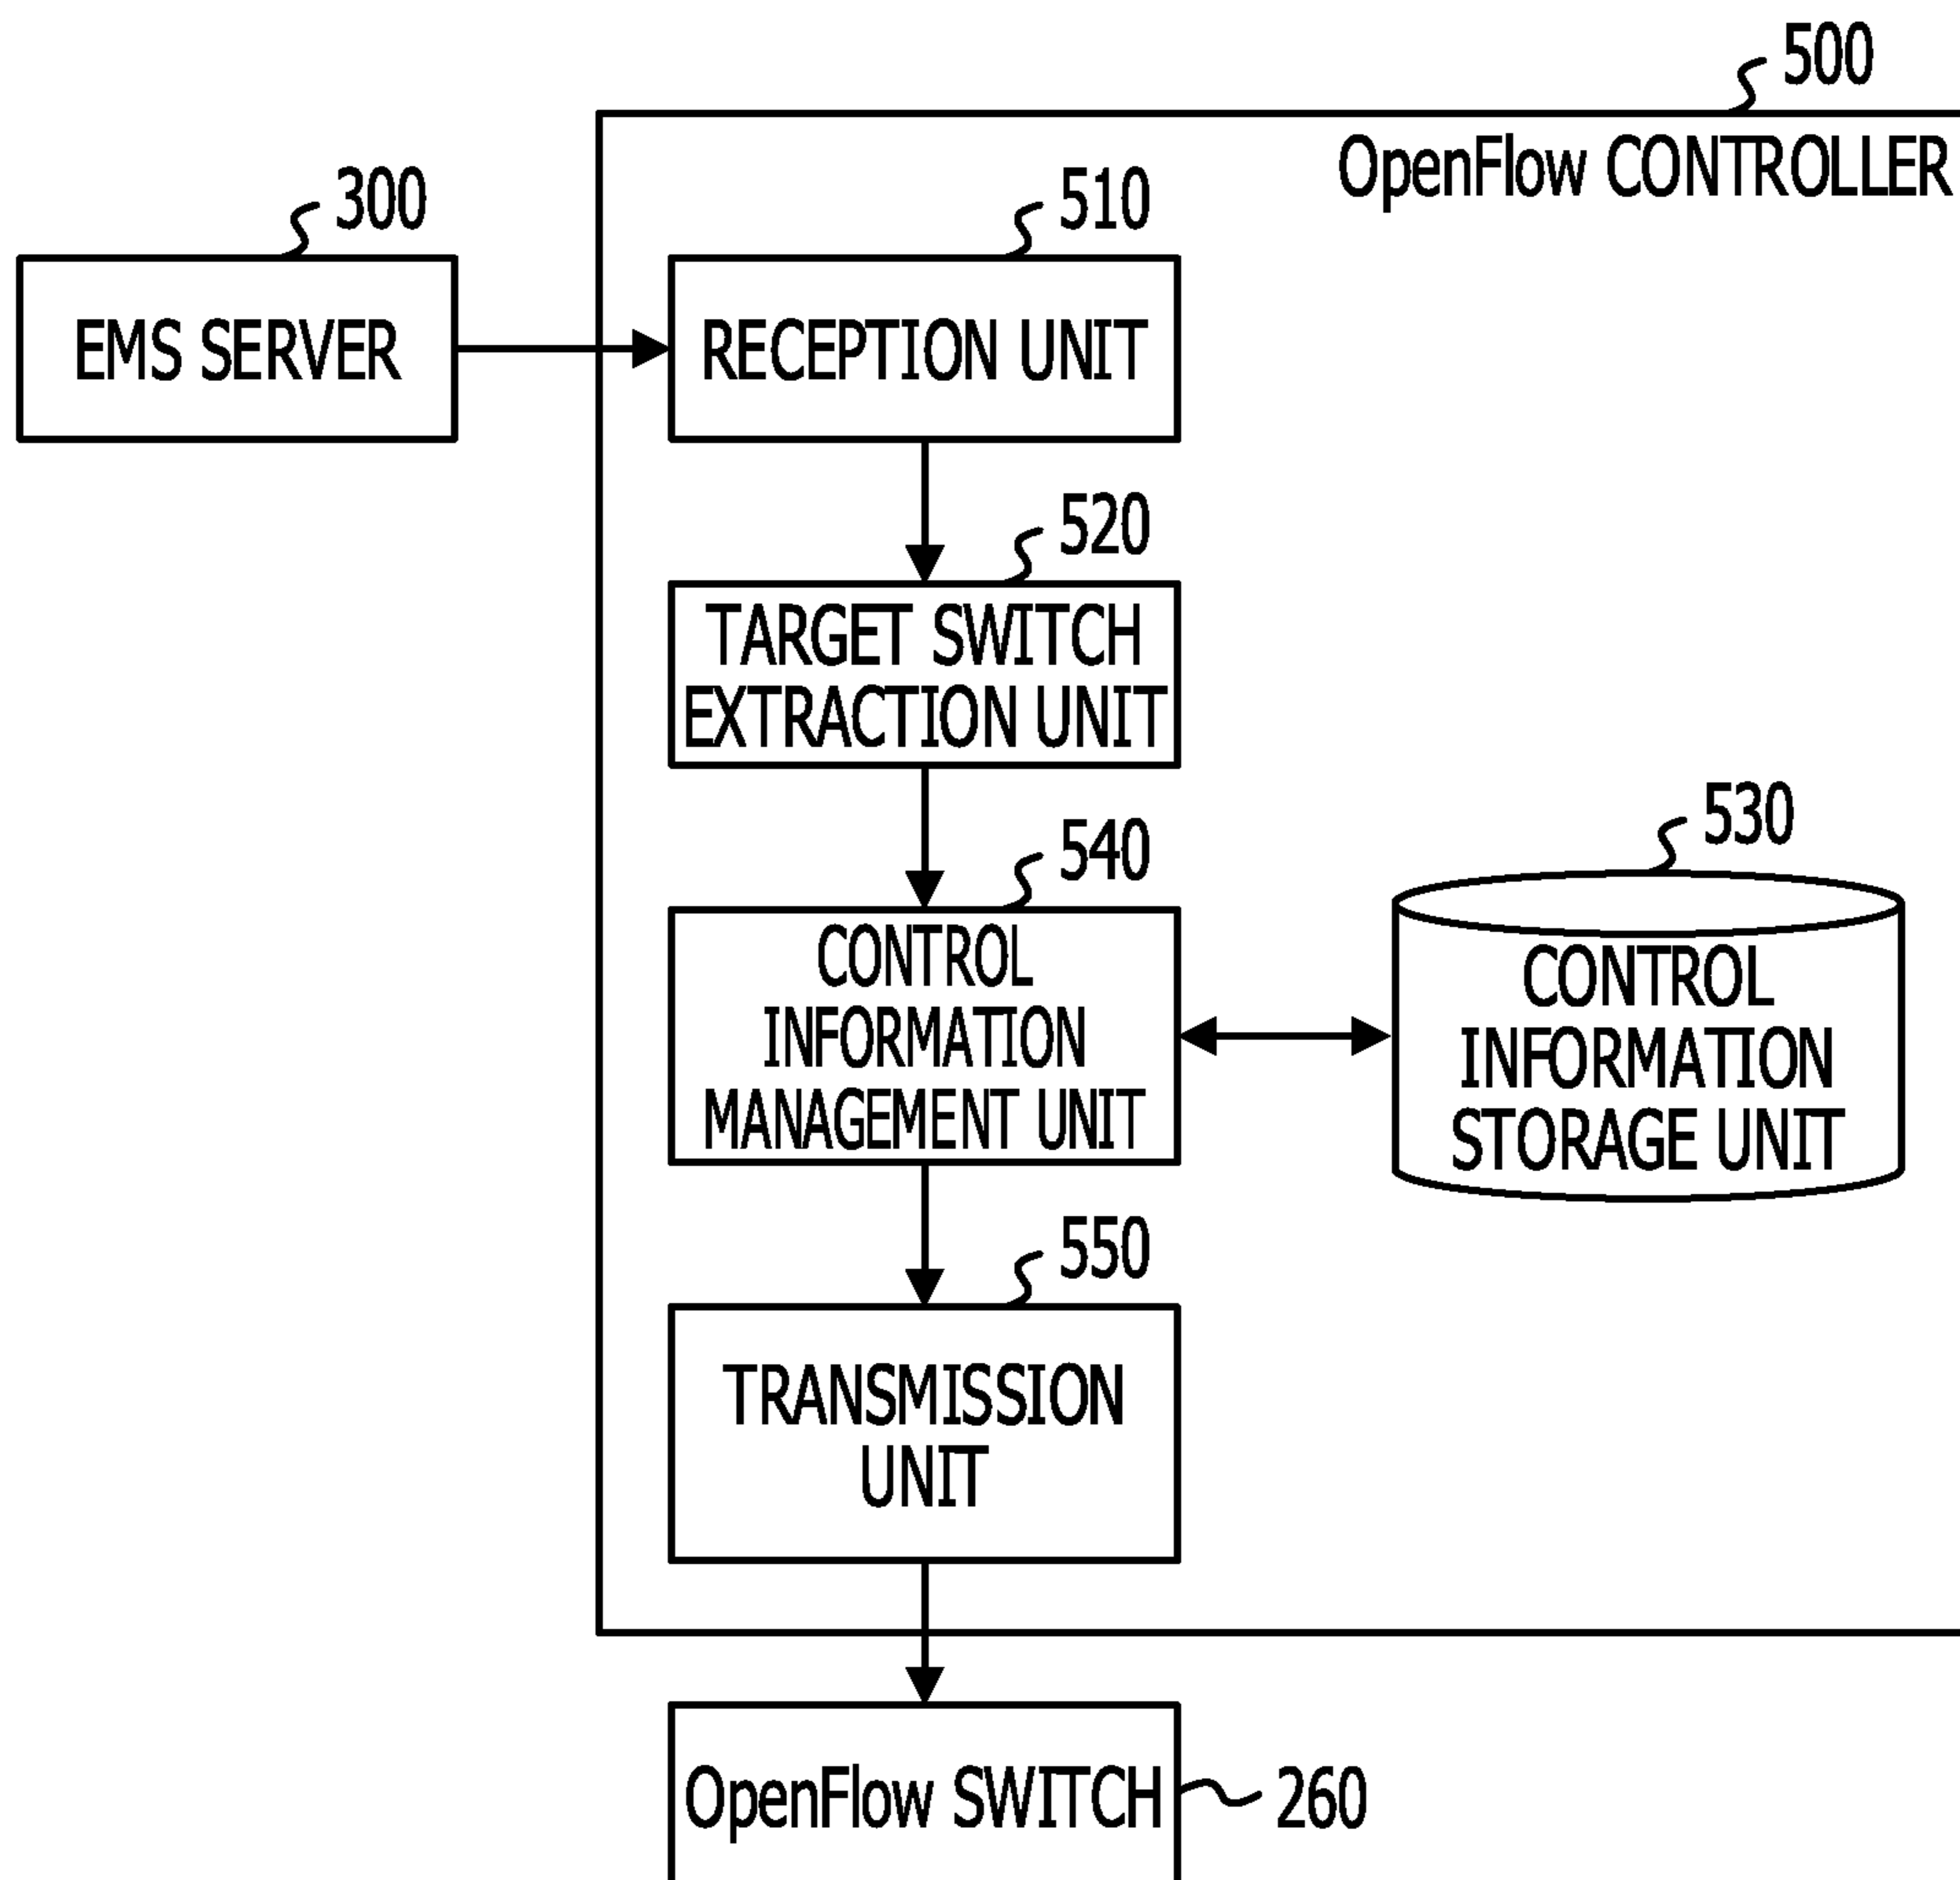 500
OpenFlow CONTROLLER
300
510
EMS SERVER
RECEPTION UNIT
520
TARGET SWITCH
EXTRACTION UNIT
530
540
CONTROL
INFORMATION
MANAGEMENT UNIT
CONTROL
INFORMATION
STORAGE UNIT
550
TRANSMISSION
UNIT
OpenFlow SWITCH
260